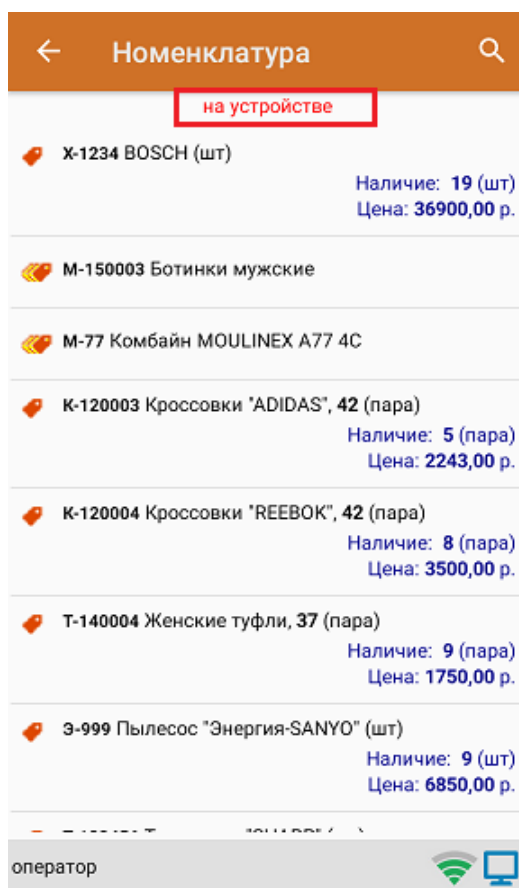 Номенклатура
на устройстве
X-1234 BOSCH (шт)
Наличие: 19 (шт)
Цена: 36900,00 р.
М-150003 Ботинки мужские
М-77 Комбайн MOULINEX А77 4С
К-120003 Кроссовки "ADIDAS", 42 (пара)
Наличие: 5 (пара)
Цена: 2243,00 р.
К-120004 Кроссовки "REEBOK", 42 (пара)
Наличие: 8 (пара)
Цена: 3500,00 р.
Т-140004 Женские туфли, 37 (пара)
Наличие: 9 (пара)
Цена: 1750,00 р.
Э-999 Пылесос "Энергия-SANYO" (шт)
Наличие: 9 (шт)
Цена: 6850,00 р.
оператор